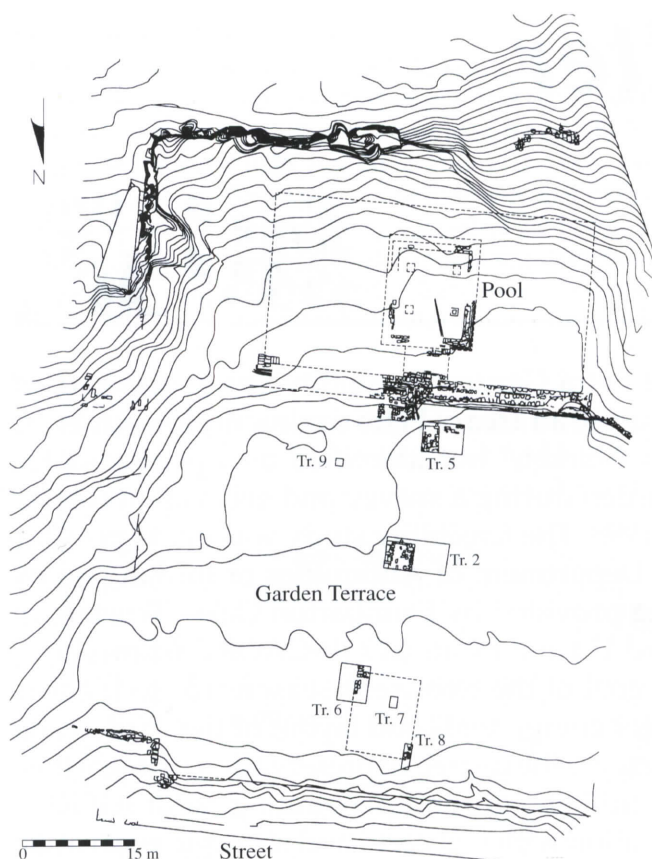 N
Pool
Tr. 9
Tr. 5
Tr. 2
Garden Terrace
Tr. 6
Tr. 7
Tr. 8
0
15 m
Street